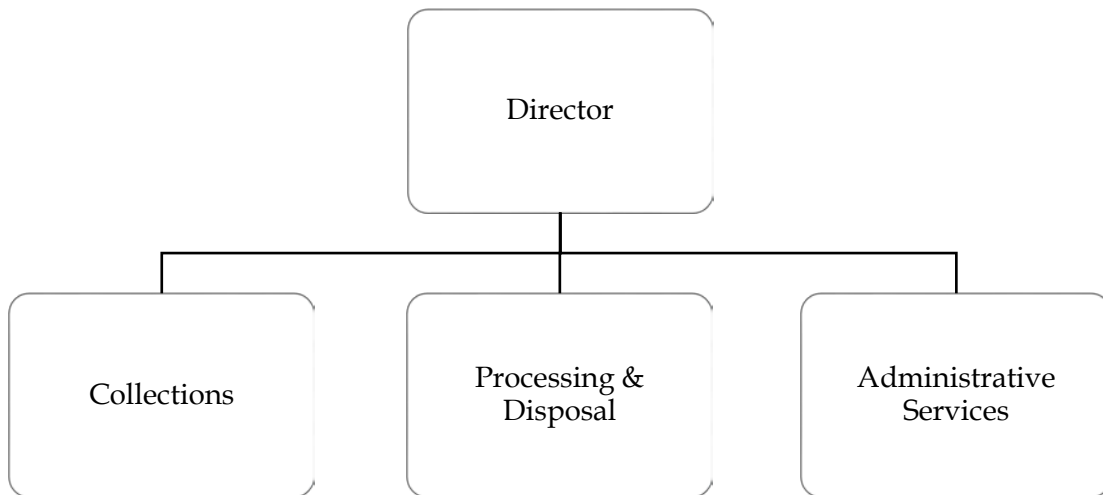 Director
Collections
Processing &
Disposal
Administrative
Services